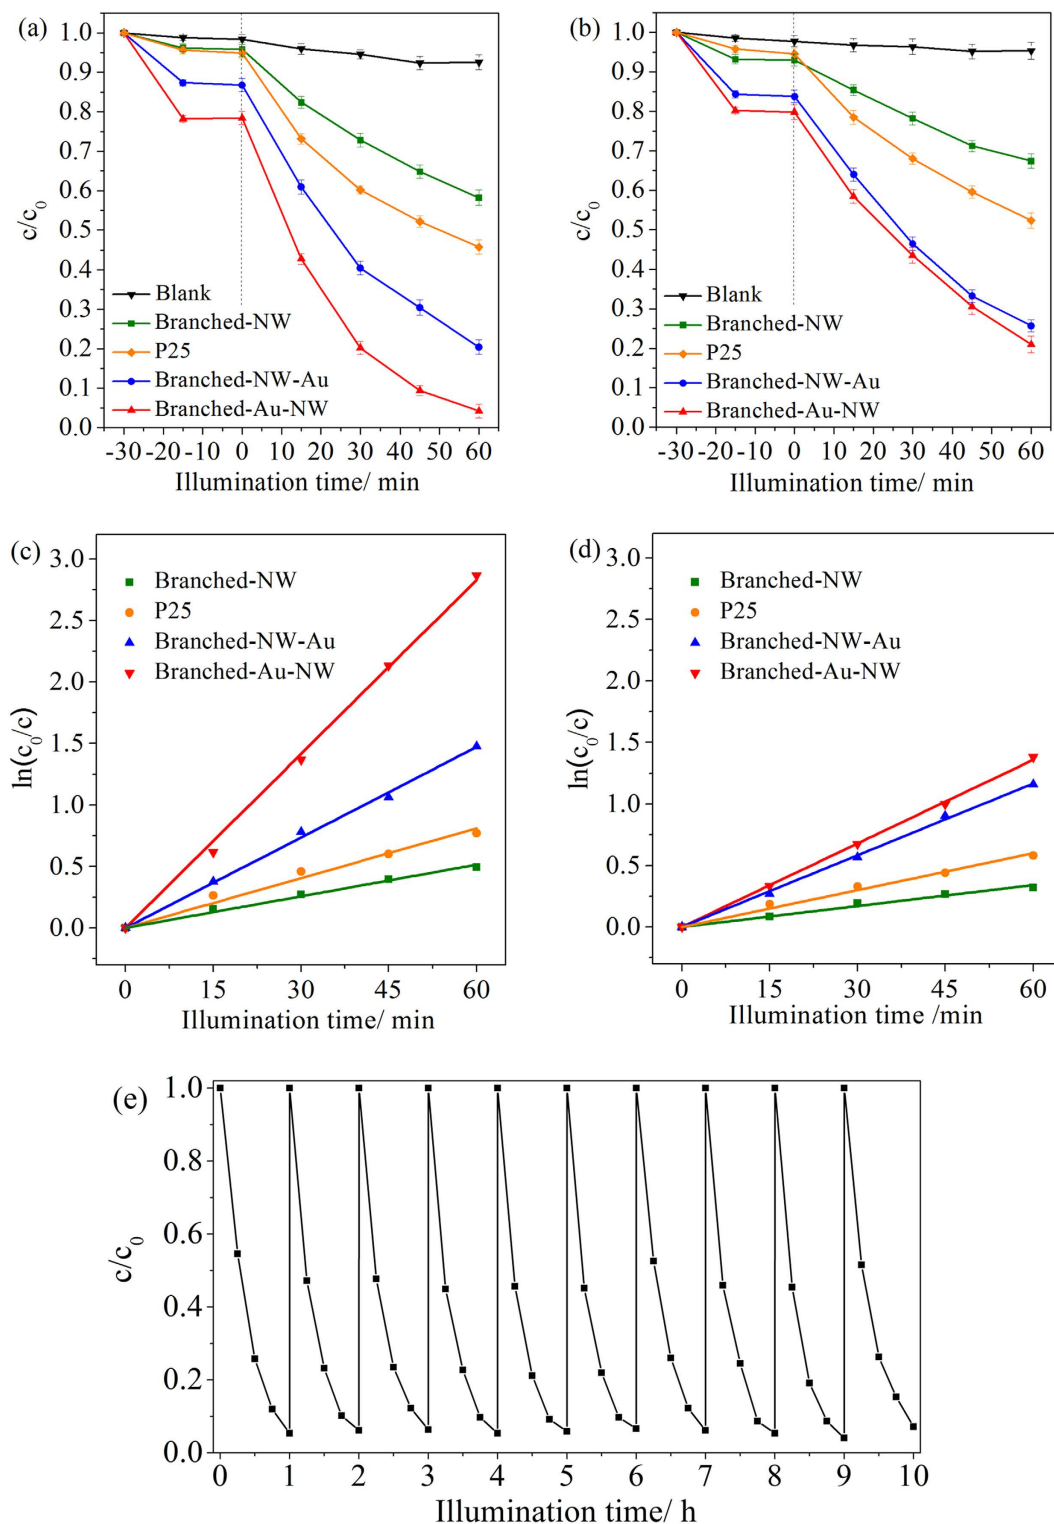 (a)
1.0
0.9
0.8
0.7
0.6
0.5
0.4
0.3
0.2
0.1
0.0
c/c0
Blank
Branched-NW
P25
Branched-NW-Au
Branched-Au-NW
-30 -20 -10 0 10 20 30 40 50 60
Illumination time/ min
(b)
1.0
0.9
0.8
0.7
0.6
0.5
0.4
0.3
0.2
0.1
0.0
c/c0
Blank
Branched-NW
P25
Branched-NW-Au
Branched-Au-NW
-30 -20 -10 0 10 20 30 40 50 60
Illumination time/ min
(c)
3.0
2.5
2.0
1.5
1.0
0.5
0.0
ln(c0/c)
Branched-NW
P25
Branched-NW-Au
Branched-Au-NW
0 15 30 45 60
Illumination time/ min
(d)
3.0
2.5
2.0
1.5
1.0
0.5
0.0
ln(c0/c)
Branched-NW
P25
Branched-NW-Au
Branched-Au-NW
0 15 30 45 60
Illumination time /min
(e)
1.0
0.8
0.6
0.4
0.2
0.0
c/c0
0 1 2 3 4 5 6 7 8 9 10
Illumination time/ h